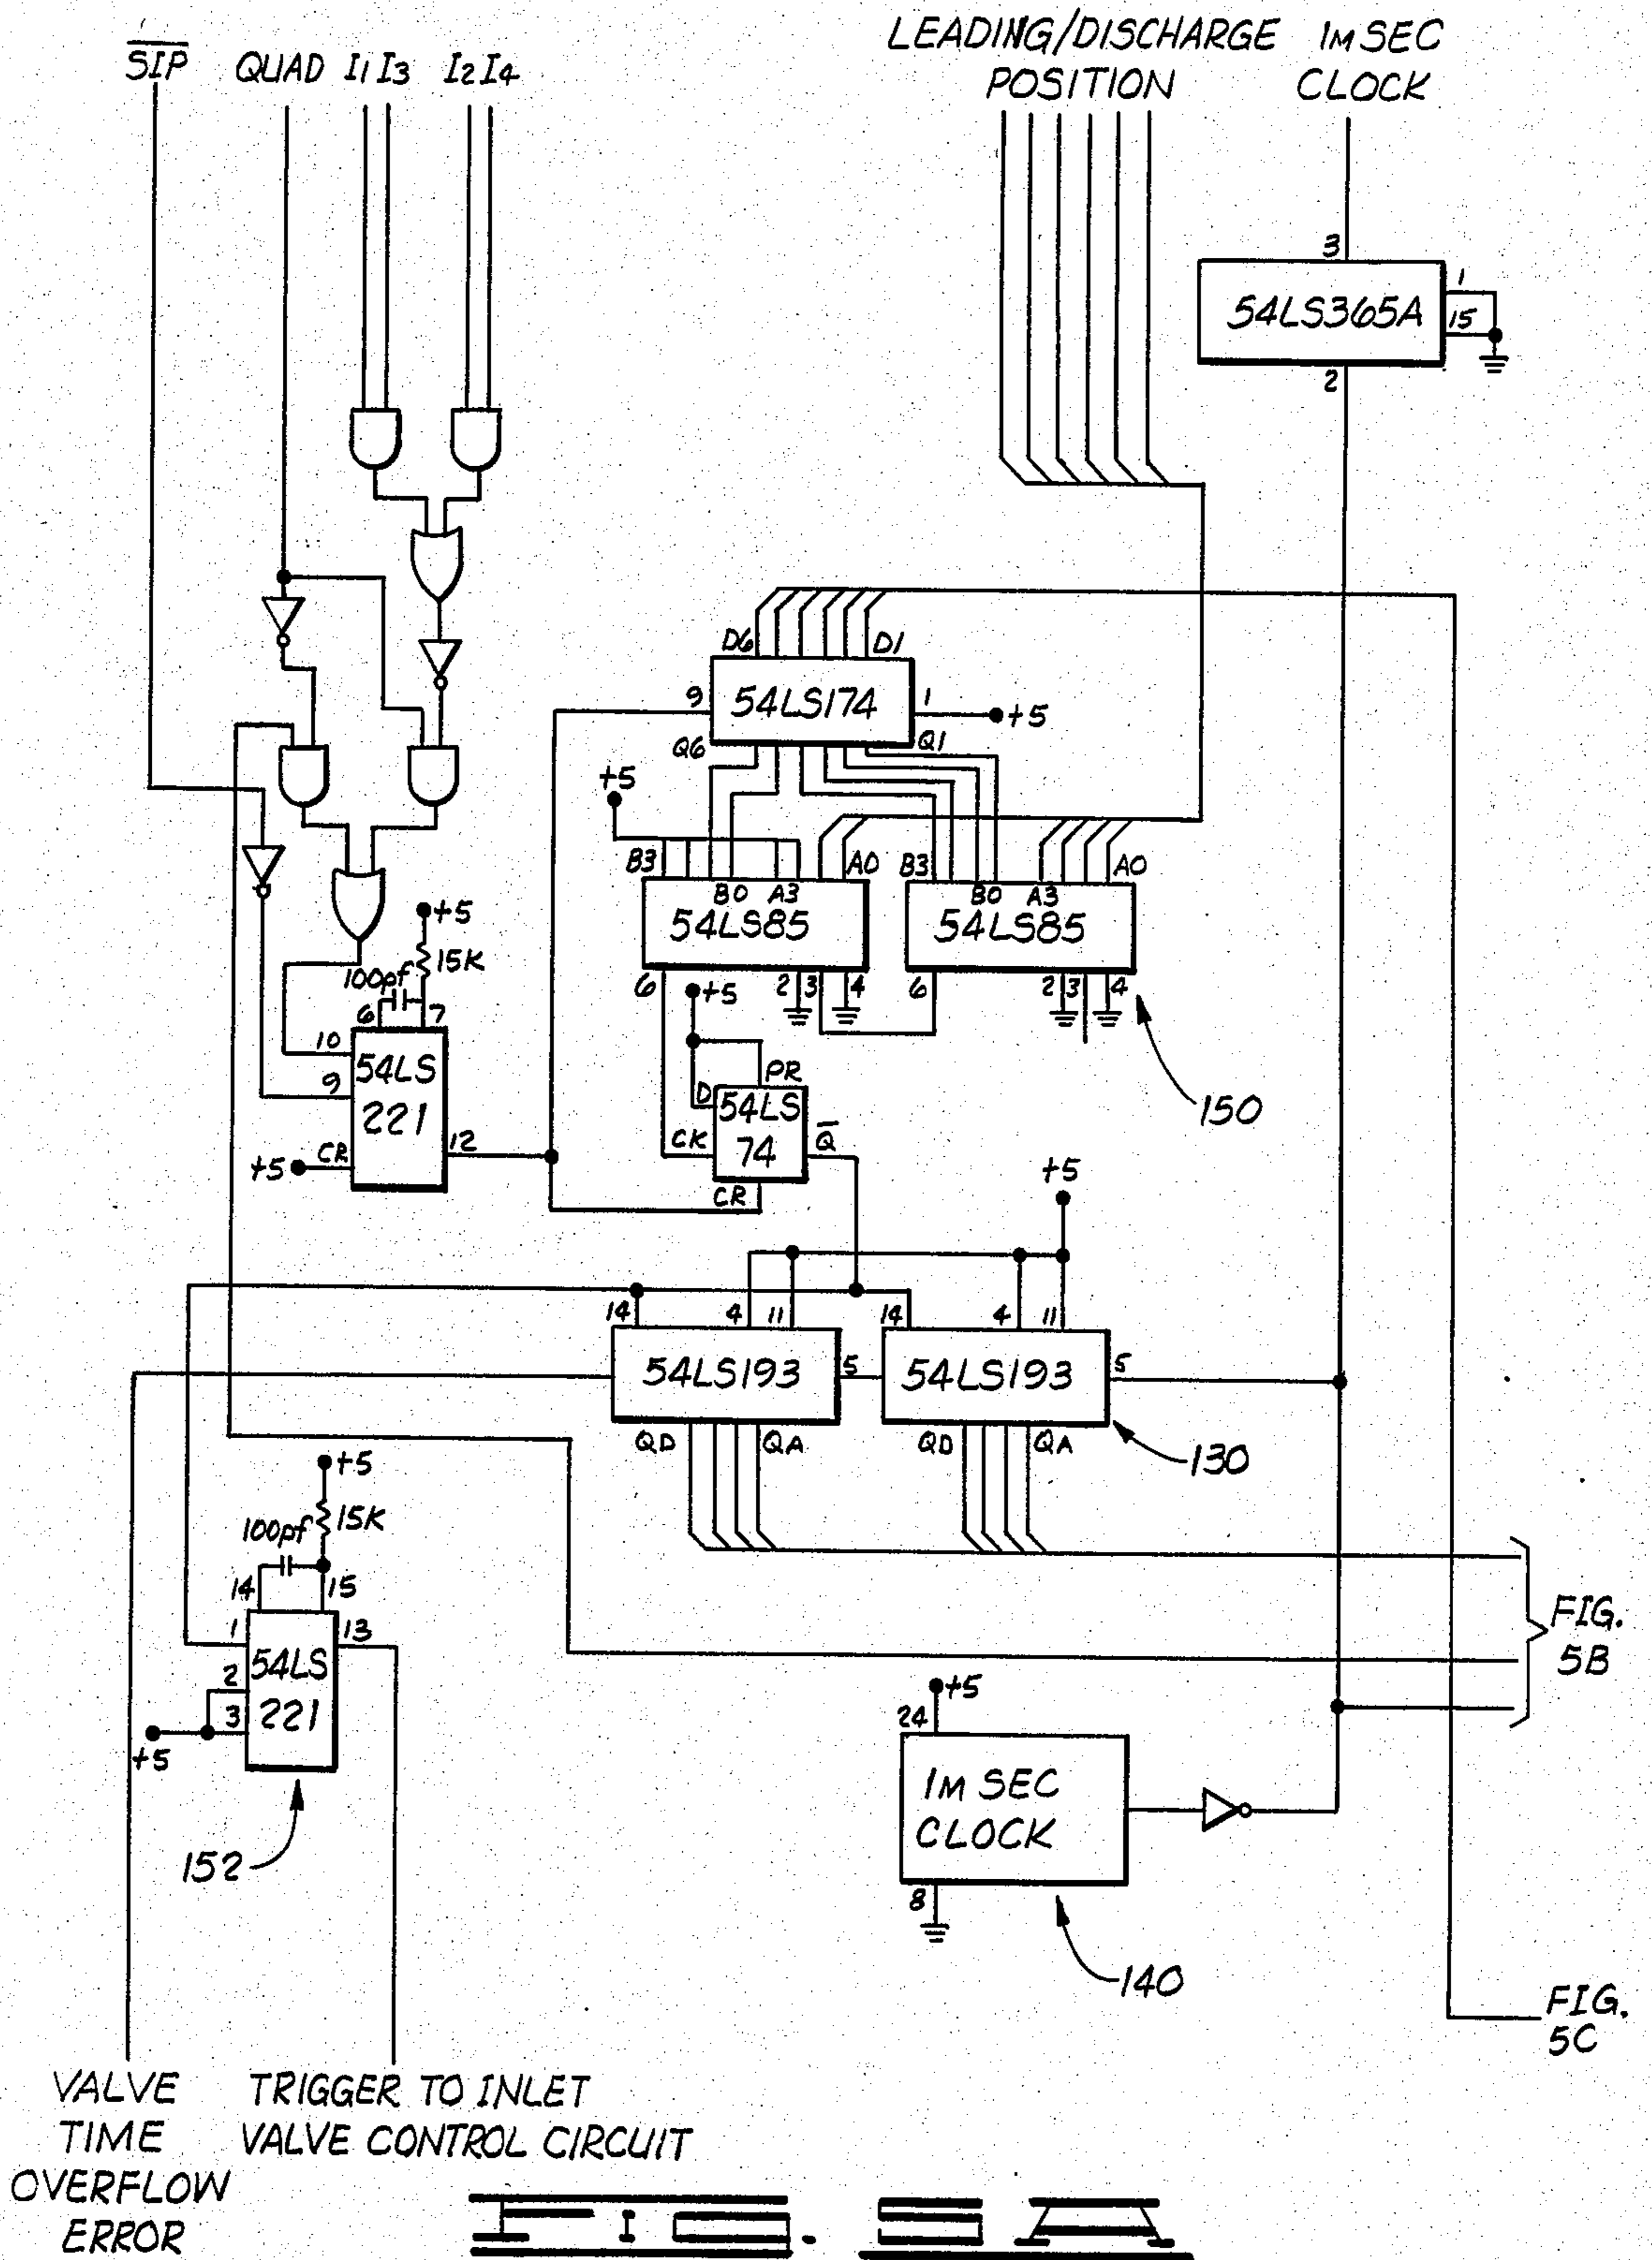 LEADING/DISCHARGE
POSITION
1M SEC
CLOCK
SIP QUAD I1 I3 I2 I4
3
54LS365A
1
15
2
D6 D1
9
54LS174
1
+5
Q6 Q1
+5
B3 A0 B3 A0
B0 A3 B0 A3
54LS85 54LS85
6 2 3 4 6 2 3 4
150
+5
15K
100pf
6 7
10
54LS
9
221
12
+5 CR
+5
PR
D
54LS
CK
74
Q
CR
+5
14 4 11 14 4 11
54LS193 5 54LS193 5
QD QA QD QA
130
+5
100pf 15K
14 15
1 13
54LS
2
221
3
+5
152
FIG.
5B
+5
24
1M SEC
CLOCK
8
140
FIG.
5C
VALVE
TIME
OVERFLOW
ERROR
TRIGGER TO INLET
VALVE CONTROL CIRCUIT
FIG. 5A